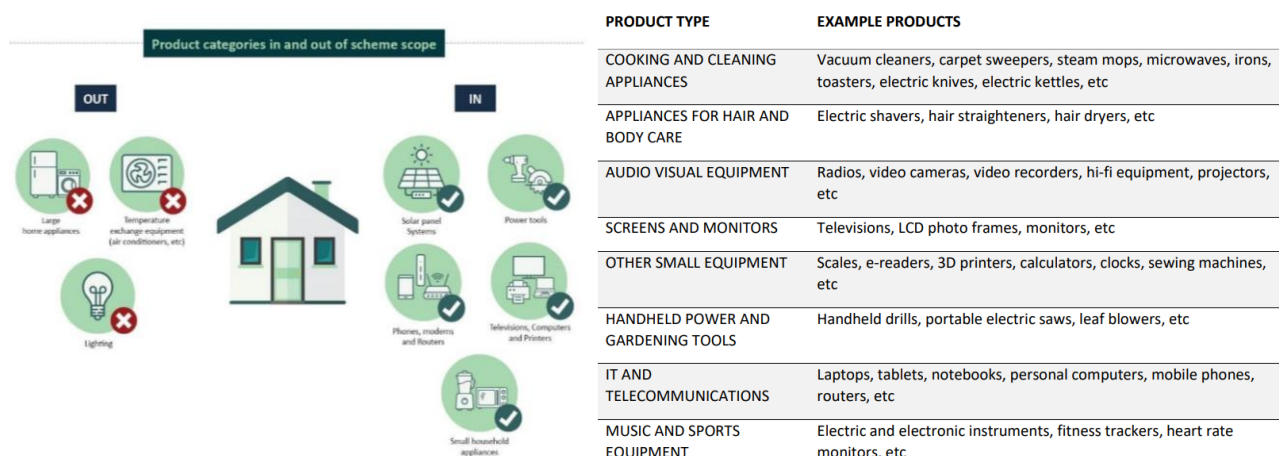 Product categories in and out of scheme scope
OUT
IN
Large
home appliances
Temperature
exchange equipment
(air conditioners, etc)
Lighting
Solar panel
Systems
Power tools
Phones, modems
and Routers
Televisions, Computers
and Printers
Small household
appliances
PRODUCT TYPE
EXAMPLE PRODUCTS
COOKING AND CLEANING
APPLIANCES
Vacuum cleaners, carpet sweepers, steam mops, microwaves, irons,
toasters, electric knives, electric kettles, etc
APPLIANCES FOR HAIR AND
BODY CARE
Electric shavers, hair straighteners, hair dryers, etc
AUDIO VISUAL EQUIPMENT
Radios, video cameras, video recorders, hi-fi equipment, projectors,
etc
SCREENS AND MONITORS
Televisions, LCD photo frames, monitors, etc
OTHER SMALL EQUIPMENT
Scales, e-readers, 3D printers, calculators, clocks, sewing machines,
etc
HANDHELD POWER AND
GARDENING TOOLS
Handheld drills, portable electric saws, leaf blowers, etc
IT AND
TELECOMMUNICATIONS
Laptops, tablets, notebooks, personal computers, mobile phones,
routers, etc
MUSIC AND SPORTS
EQUIPMENT
Electric and electronic instruments, fitness trackers, heart rate
monitors, etc